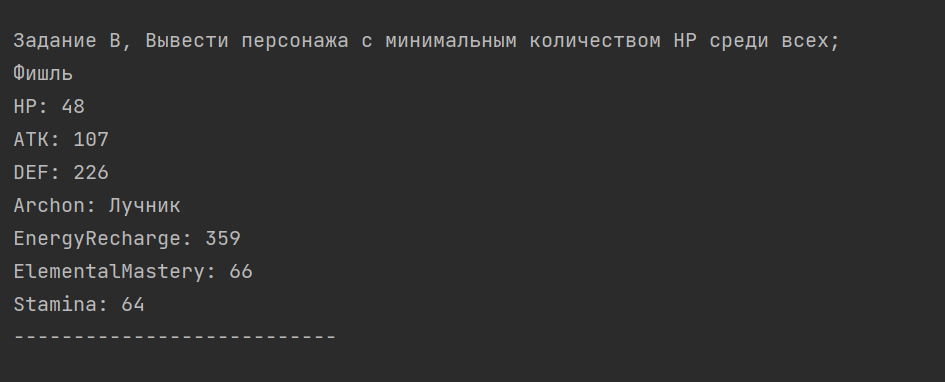 Задание В, Вывести персонажа с минимальным количеством HP среди всех;
Фишль
HP: 48
ATK: 107
DEF: 226
Archon: Лучник
EnergyRecharge: 359
ElementalMastery: 66
Stamina: 64
---------------------------